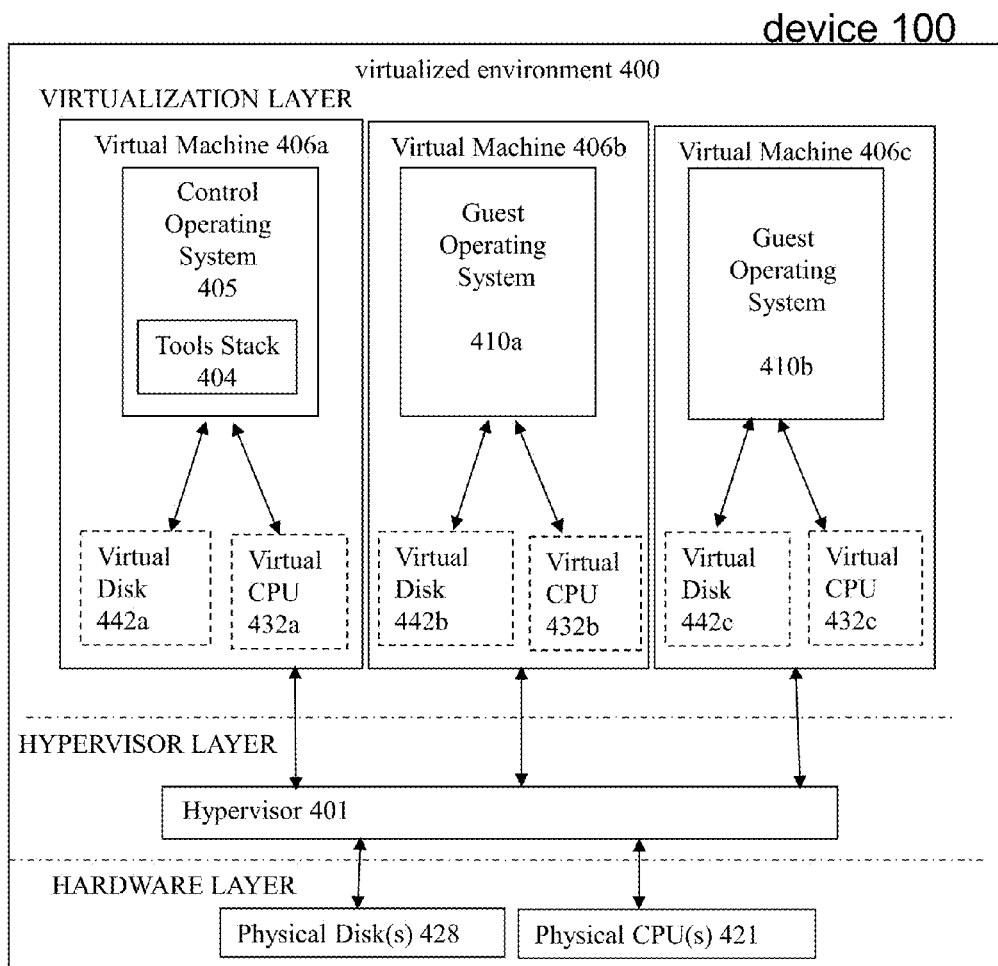 device 100
virtualized environment 400
VIRTUALIZATION LAYER
Virtual Machine 406a
Control
Operating
System
405
Tools Stack
404
Virtual
Disk
442a
Virtual
CPU
432a
Virtual Machine 406b
Guest
Operating
System
410a
Virtual
Disk
442b
Virtual
CPU
432b
Virtual Machine 406c
Guest
Operating
System
410b
Virtual
Disk
442c
Virtual
CPU
432c
HYPERVISOR LAYER
Hypervisor 401
HARDWARE LAYER
Physical Disk(s) 428
Physical CPU(s) 421